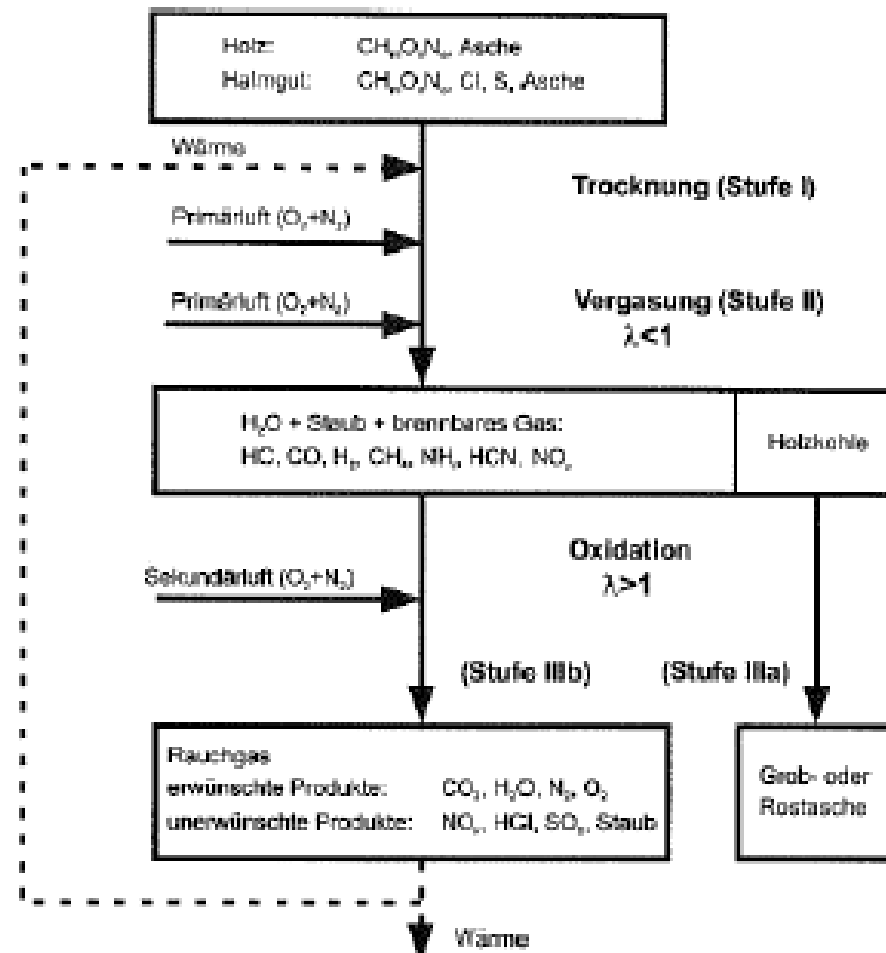 Holz: CHₙOₓNᵧ, Asche
Halmgut: CHₙOₓNᵧ, Cl, S, Asche
Wärme
Trocknung (Stufe I)
Primärluft (O₂+N₂)
Primärluft (O₂+N₂)
Vergasung (Stufe II)
λ<1
H₂O + Staub + brennbares Gas:
HC, CO, H₂, CH₄, NH₃, HCN, NOₓ
Holzkohle
Oxidation
λ>1
Sekundärluft (O₂+N₂)
(Stufe IIIb)
(Stufe IIIa)
Rauchgas
erwünschte Produkte: CO₂, H₂O, N₂, O₂
unerwünschte Produkte: NOₓ, HCl, SO₂, Staub
Grob- oder
Rostasche
Wärme